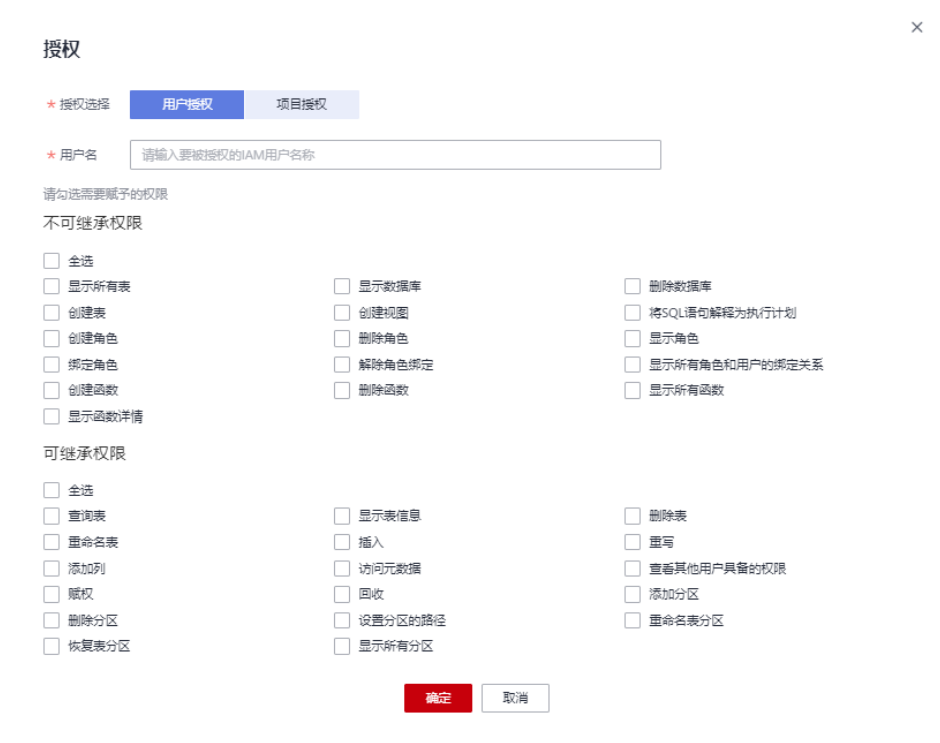 授权
* 授权选择 用户授权 项目授权
* 用户名 请输入要被授权的IAM用户名称
请勾选需要赋予的权限
不可继承权限
全选
显示所有表 显示数据库 删除数据库
创建表 创建视图 将SQL语句解释为执行计划
创建角色 删除角色 显示角色
绑定角色 解除角色绑定 显示所有角色和用户的绑定关系
创建函数 删除函数 显示所有函数
显示函数详情
可继承权限
全选
查询表 显示表信息 删除表
重命名表 插入 重写
添加列 访问元数据 查看其他用户具备的权限
赋权 回收 添加分区
删除分区 设置分区的路径 重命名表分区
恢复表分区 显示所有分区
确定 取消